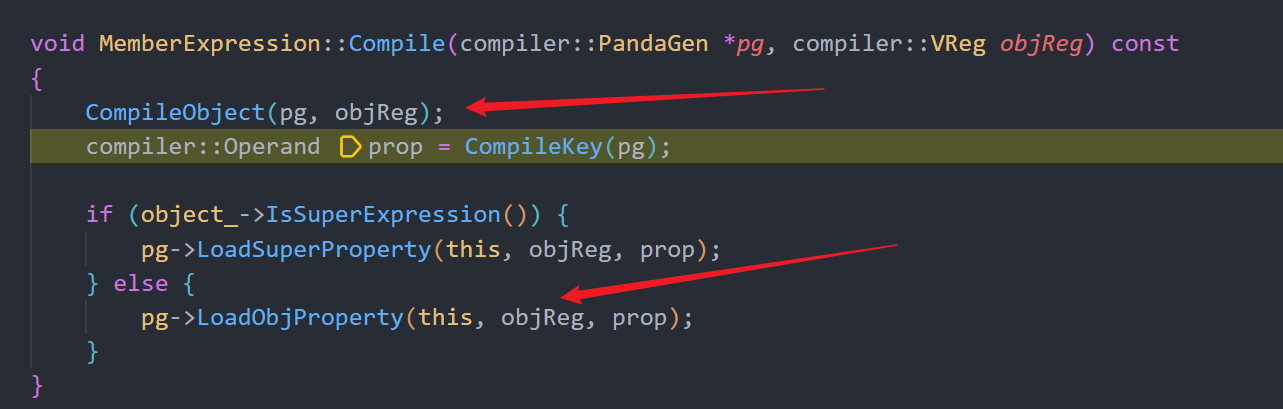 void MemberExpression::Compile(compiler::PandaGen *pg, compiler::VReg objReg) const
{
    CompileObject(pg, objReg);
    compiler::Operand prop = CompileKey(pg);
    if (object_->IsSuperExpression()) {
        pg->LoadSuperProperty(this, objReg, prop);
    } else {
        pg->LoadObjProperty(this, objReg, prop);
    }
}